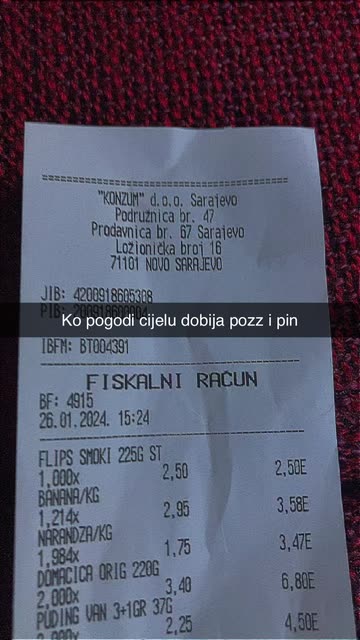 ================================
"KONZUM" d.o.o. Sarajevo
Podružnica br. 47
Prodavnica br. 67 Sarajevo
Ložionička broj 16
71101 NOVO SARAJEVO
JIB: 4200918605308
PIB:
Ko pogodi cijelu dobija pozz i pin
IBFM: BT004391
FISKALNI RAČUN
BF: 4915
26.01.2024. 15:24
FLIPS SMOKI 225G ST
1,000x 2,50 2,50E
BANANA/KG
1,214x 2,95 3,58E
NARANDZA/KG
1,984x 1,75 3,47E
DOMACICA ORIG 220G
2,000x 3,40 6,80E
PUDING VAN 3+1GR 37G
2,000x 2,25 4,50E